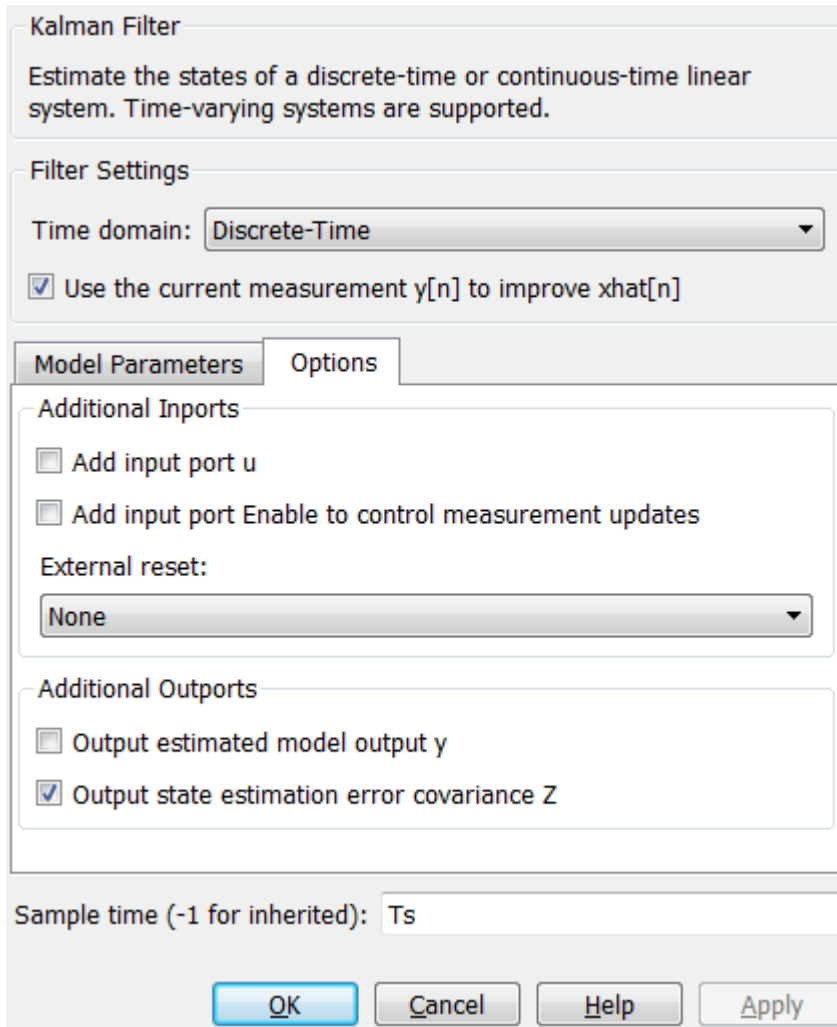 Kalman Filter
Estimate the states of a discrete-time or continuous-time linear
system. Time-varying systems are supported.
Filter Settings
Time domain: Discrete-Time
Use the current measurement y[n] to improve xhat[n]
Model Parameters Options
Additional Inports
Add input port u
Add input port Enable to control measurement updates
External reset:
None
Additional Outports
Output estimated model output y
Output state estimation error covariance Z
Sample time (-1 for inherited): Ts
OK Cancel Help Apply